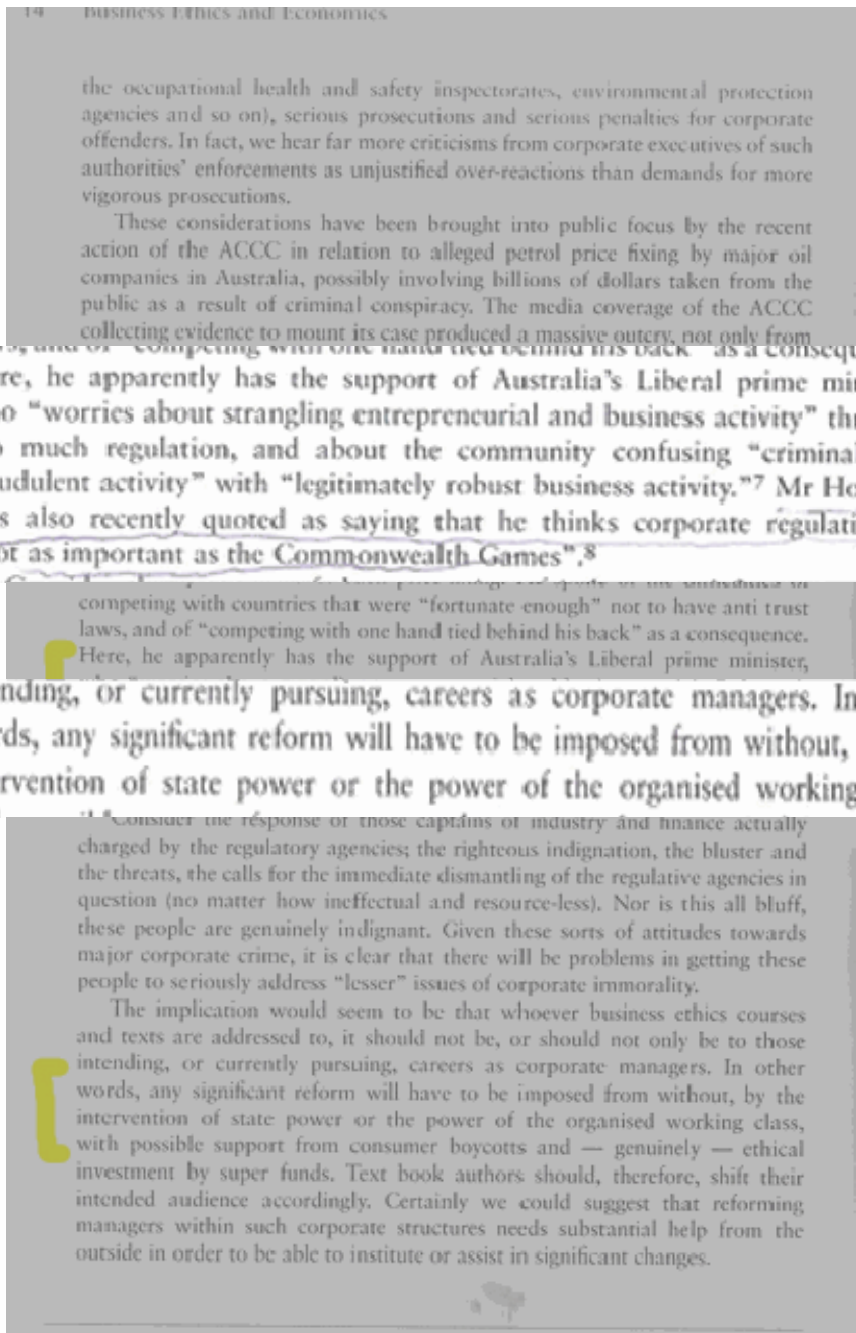 14 Business Ethics and Economics
the occupational health and safety inspectorates, environmental protection
agencies and so on), serious prosecutions and serious penalties for corporate
offenders. In fact, we hear far more criticisms from corporate executives of such
authorities' enforcements as unjustified over-reactions than demands for more
vigorous prosecutions.
These considerations have been brought into public focus by the recent
action of the ACCC in relation to alleged petrol price fixing by major oil
companies in Australia, possibly involving billions of dollars taken from the
public as a result of criminal conspiracy. The media coverage of the ACCC
collecting evidence to mount its case produced a massive outcry, not only from
and of "competing with one hand tied behind his back" as a consequ
re, he apparently has the support of Australia's Liberal prime mi
o "worries about strangling entrepreneurial and business activity" th
much regulation, and about the community confusing "criminal
udulent activity" with "legitimately robust business activity."7 Mr Ho
s also recently quoted as saying that he thinks corporate regulati
ot as important as the Commonwealth Games".8
competing with countries that were "fortunate enough" not to have anti trust
laws, and of "competing with one hand tied behind his back" as a consequence.
Here, he apparently has the support of Australia's Liberal prime minister,
nding, or currently pursuing, careers as corporate managers. In
rds, any significant reform will have to be imposed from without,
rvention of state power or the power of the organised working
Consider the response of those captains of industry and finance actually
charged by the regulatory agencies; the righteous indignation, the bluster and
the threats, the calls for the immediate dismantling of the regulative agencies in
question (no matter how ineffectual and resource-less). Nor is this all bluff,
these people are genuinely indignant. Given these sorts of attitudes towards
major corporate crime, it is clear that there will be problems in getting these
people to seriously address "lesser" issues of corporate immorality.
The implication would seem to be that whoever business ethics courses
and texts are addressed to, it should not be, or should not only be to those
intending, or currently pursuing, careers as corporate managers. In other
words, any significant reform will have to be imposed from without, by the
intervention of state power or the power of the organised working class,
with possible support from consumer boycotts and — genuinely — ethical
investment by super funds. Text book authors should, therefore, shift their
intended audience accordingly. Certainly we could suggest that reforming
managers within such corporate structures needs substantial help from the
outside in order to be able to institute or assist in significant changes.